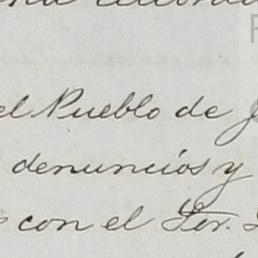 el Pueblo de
denuncios y
con el Sor.